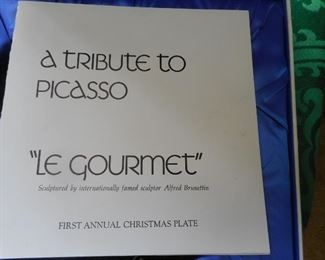 a tribute to
picasso
"Le Gourmet"
Sculptured by internationally famed sculptor Alfred Brunettin
FIRST ANNUAL CHRISTMAS PLATE